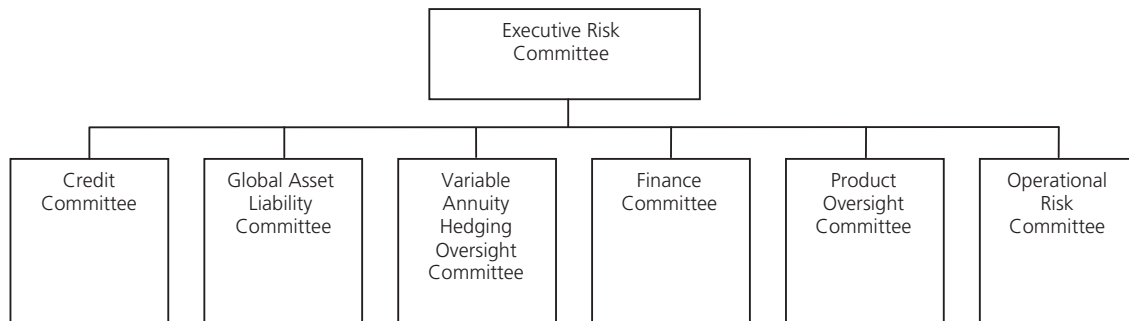 Executive Risk
Committee
Credit
Committee
Global Asset
Liability
Committee
Variable
Annuity
Hedging
Oversight
Committee
Finance
Committee
Product
Oversight
Committee
Operational
Risk
Committee